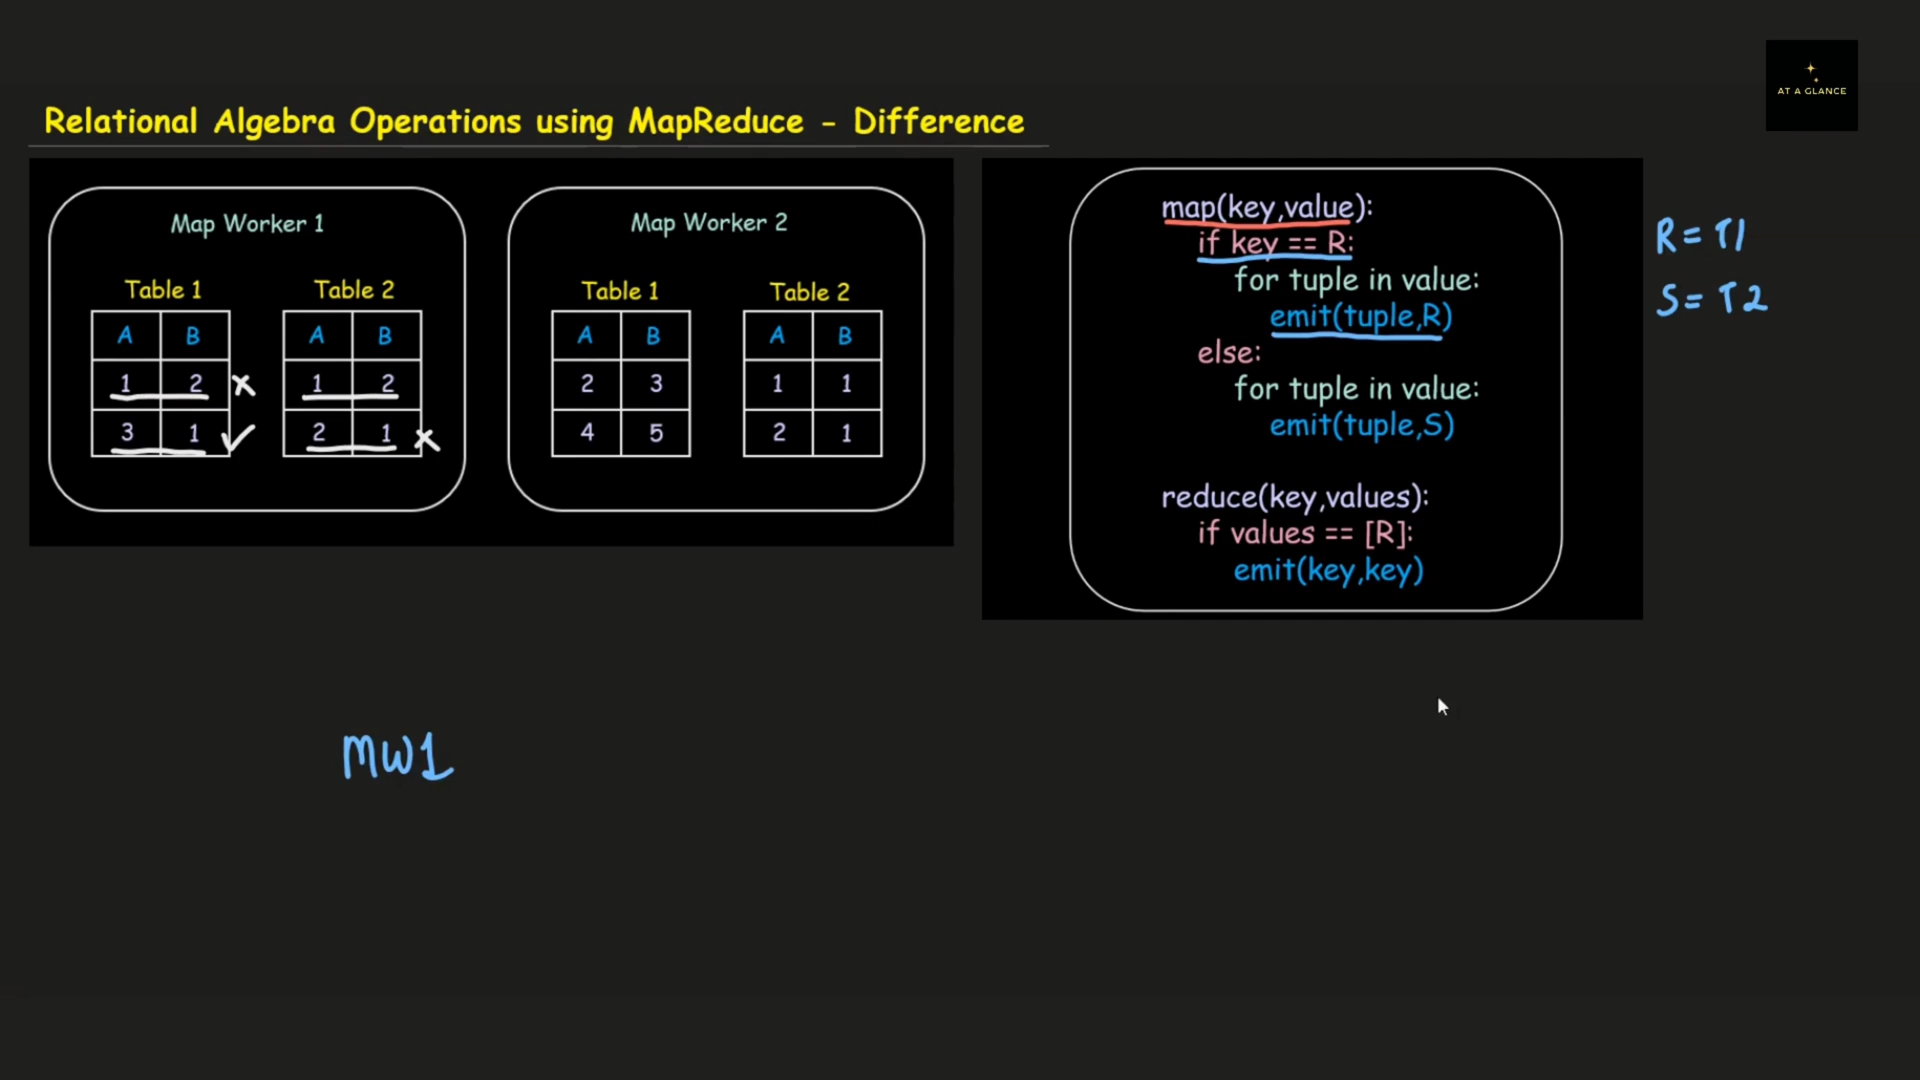 AT A GLANCE
Relational Algebra Operations using MapReduce - Difference
Map Worker 1
Table 1
A B
1 2 ×
3 1 ✓
Table 2
A B
1 2
2 1 ×
Map Worker 2
Table 1
A B
2 3
4 5
Table 2
A B
1 1
2 1
map(key,value):
if key == R:
for tuple in value:
emit(tuple,R)
else:
for tuple in value:
emit(tuple,S)
reduce(key,values):
if values == [R]:
emit(key,key)
R = T1
S = T2
MW1